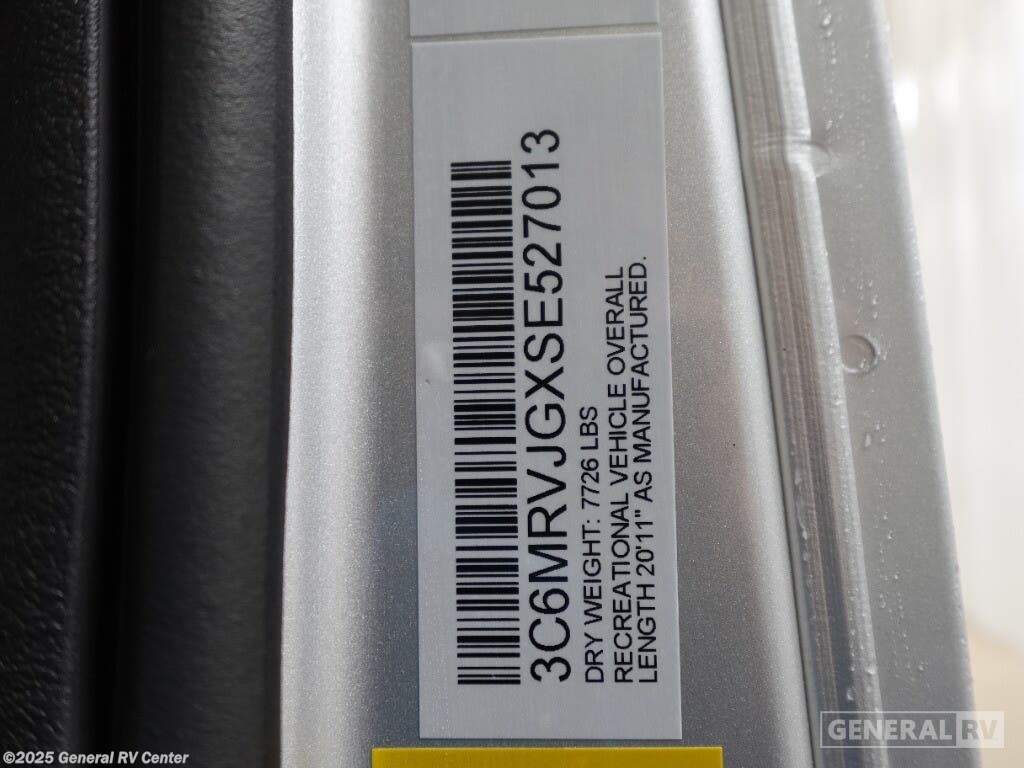 3C6MRVJGXSE527013
DRY WEIGHT: 7726 LBS
RECREATIONAL VEHICLE OVERALL
LENGTH 20'11" AS MANUFACTURED.
GENERAL RV
©2025 General RV Center